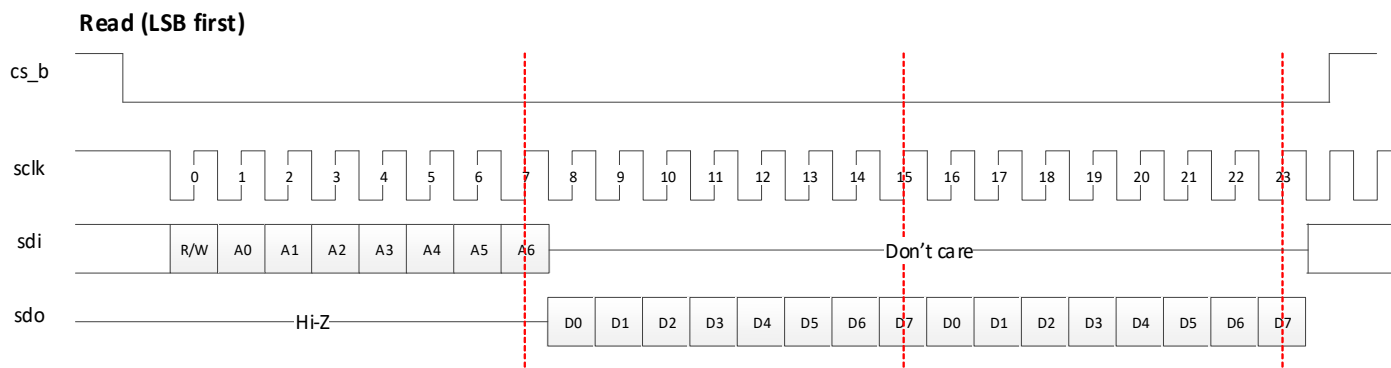 Read (LSB first)
cs_b
sclk 0 1 2 3 4 5 6 7 8 9 10 11 12 13 14 15 16 17 18 19 20 21 22 23
sdi R/W A0 A1 A2 A3 A4 A5 A6 Don't care
sdo Hi-Z D0 D1 D2 D3 D4 D5 D6 D7 D0 D1 D2 D3 D4 D5 D6 D7